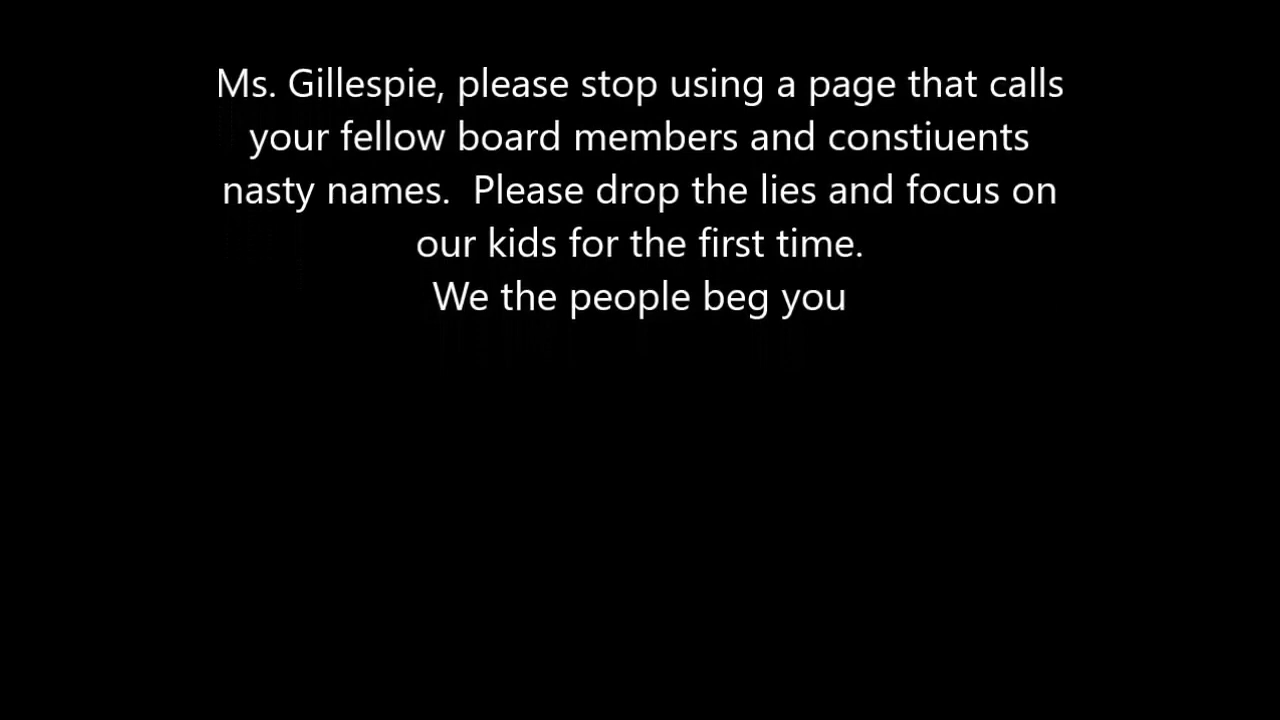 Ms. Gillespie, please stop using a page that calls
your fellow board members and constiuents
nasty names.  Please drop the lies and focus on
our kids for the first time.
We the people beg you